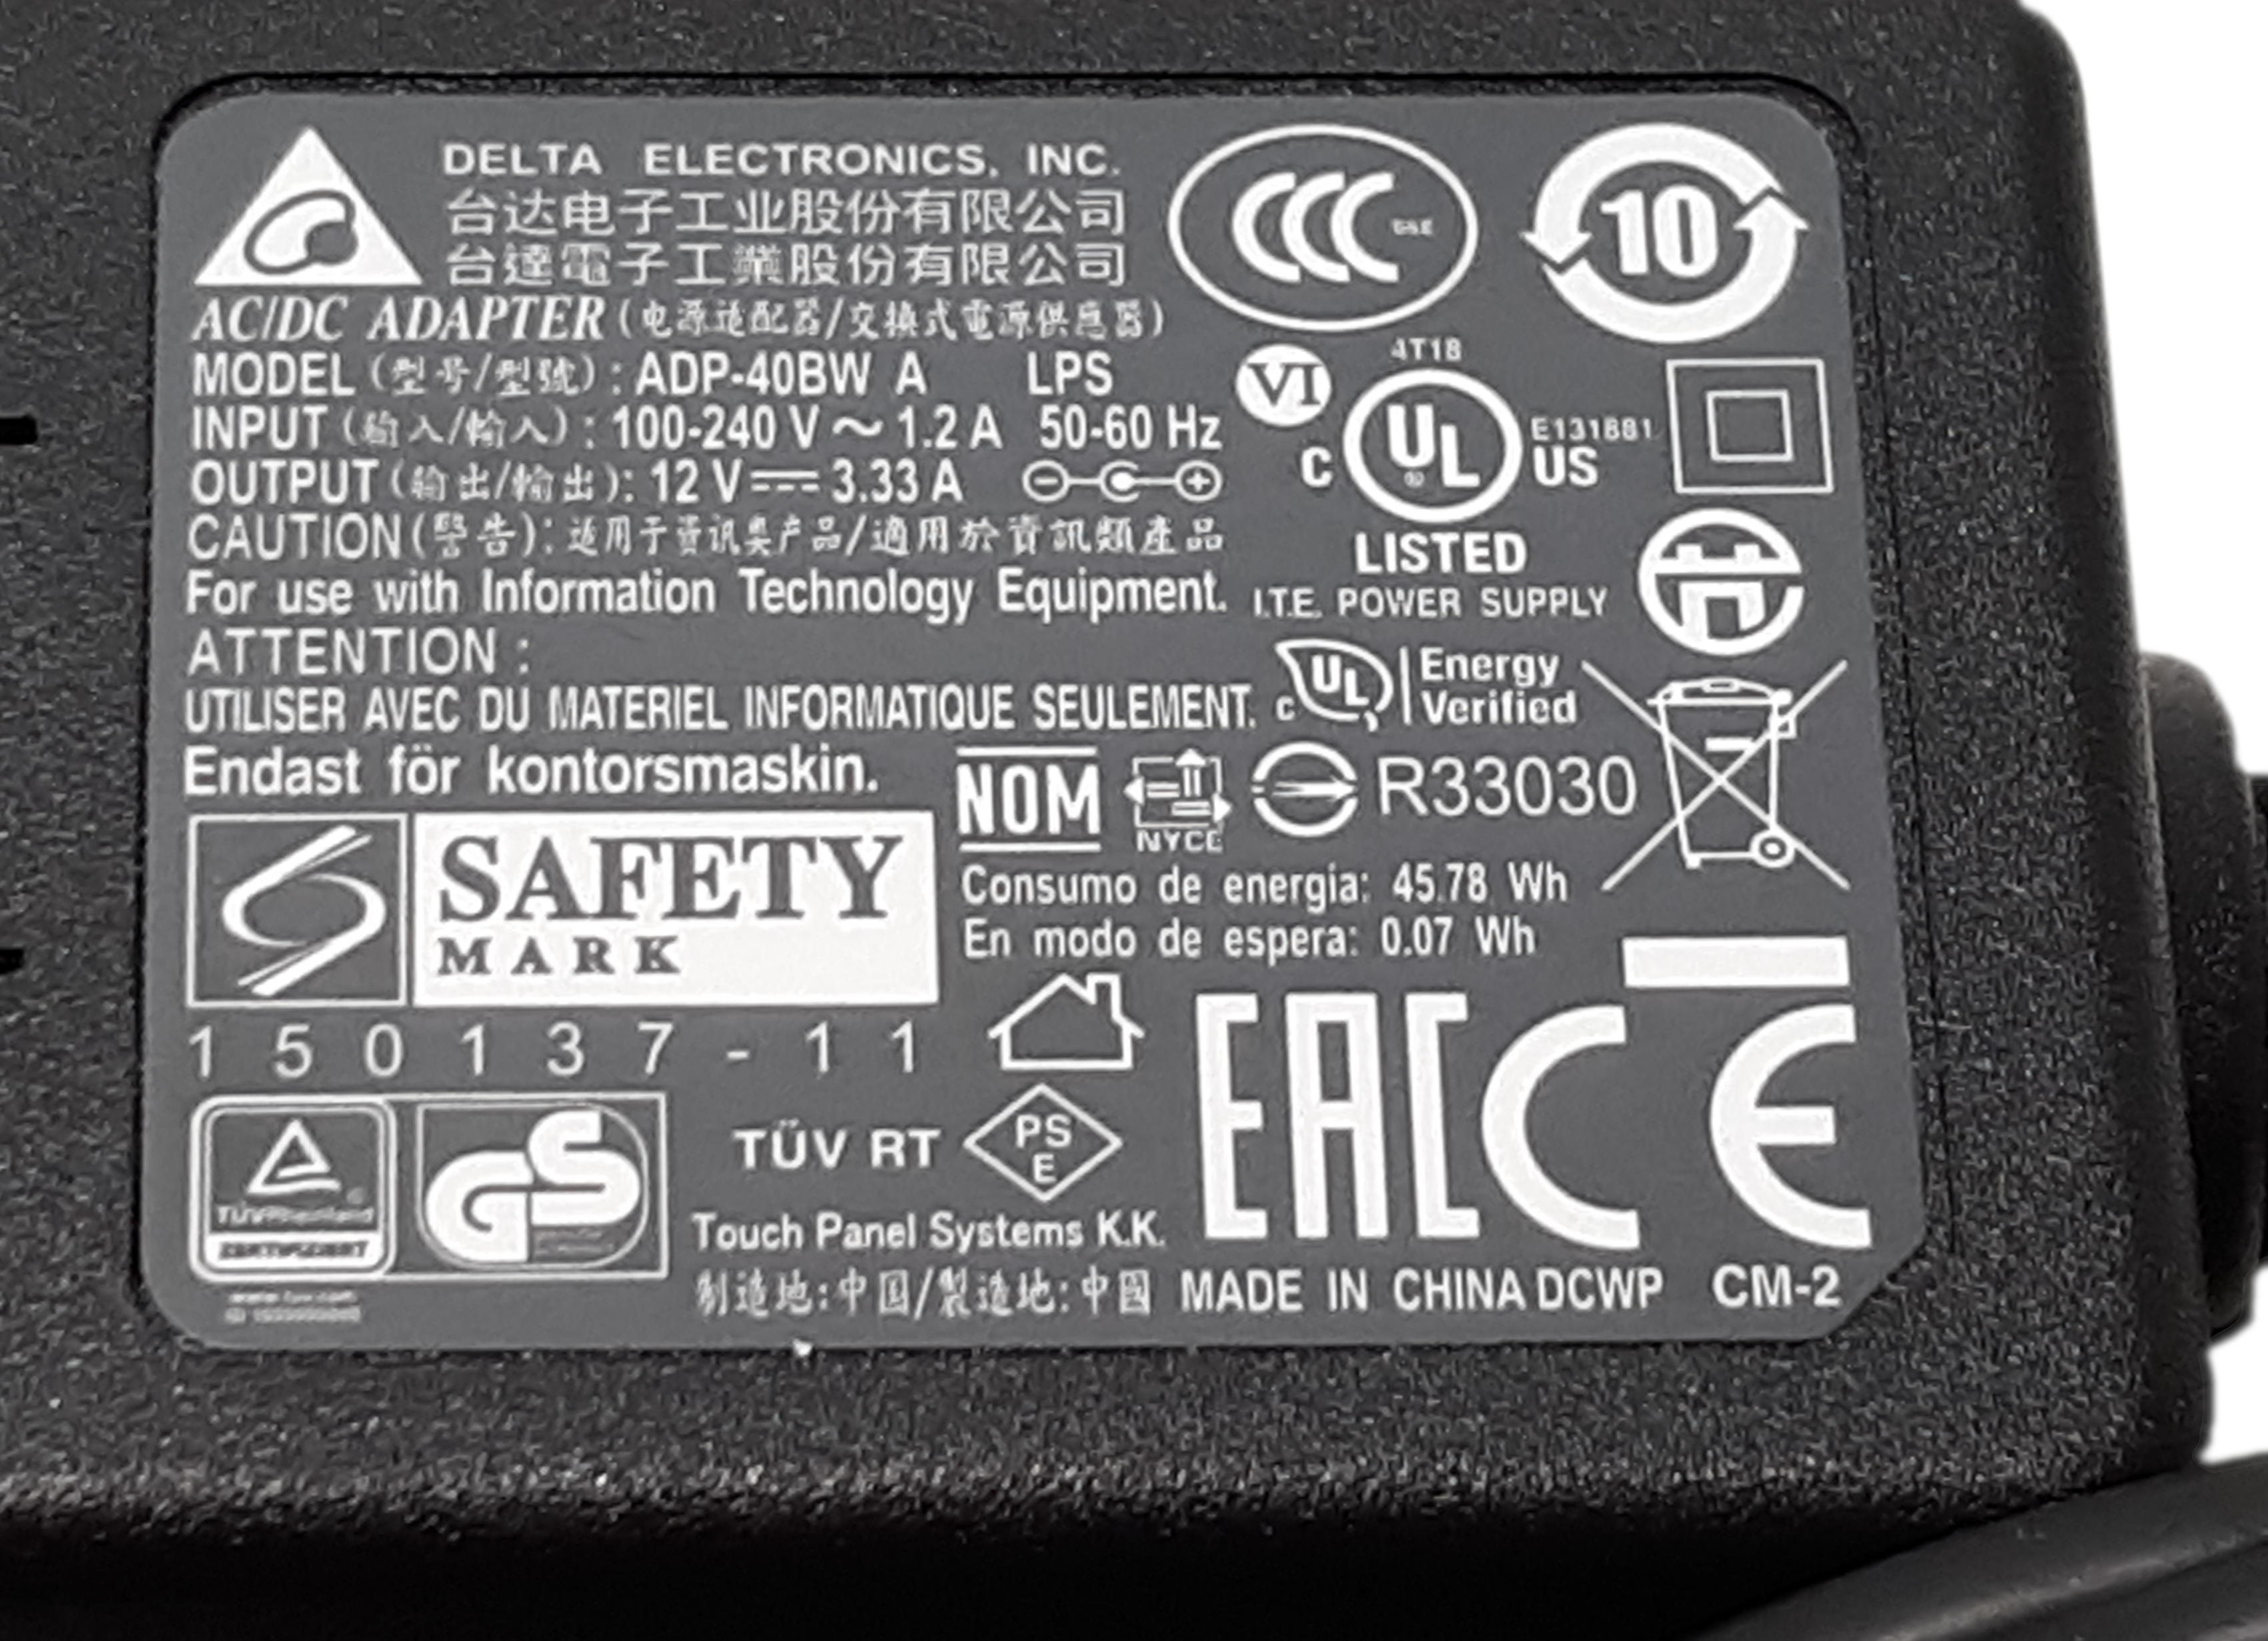 DELTA ELECTRONICS, INC.
台达电子工业股份有限公司
台達電子工業股份有限公司
AC/DC ADAPTER (电源适配器/交換式電源供應器)
MODEL (型号/型號) : ADP-40BW A LPS
INPUT (输入/輸入) : 100-240 V ~ 1.2 A 50-60 Hz
OUTPUT (输出/輸出): 12 V ⎓ 3.33 A
CAUTION (警告): 适用于资讯类产品/適用於資訊類產品
For use with Information Technology Equipment.
ATTENTION :
UTILISER AVEC DU MATERIEL INFORMATIQUE SEULEMENT.
Endast för kontorsmaskin.
CCC
10
VI
4T18
C UL US
E131881
LISTED
I.T.E. POWER SUPPLY
c UL Energy
Verified
NOM
NYCE
R33030
SAFETY
MARK
150137-11
Consumo de energía: 45.78 Wh
En modo de espera: 0.07 Wh
TÜVRheinland
ZERTIFIZIERT
GS
TÜV RT
PS
E
EAC
CE
Touch Panel Systems K.K.
制造地:中国/製造地:中國 MADE IN CHINA DCWP CM-2